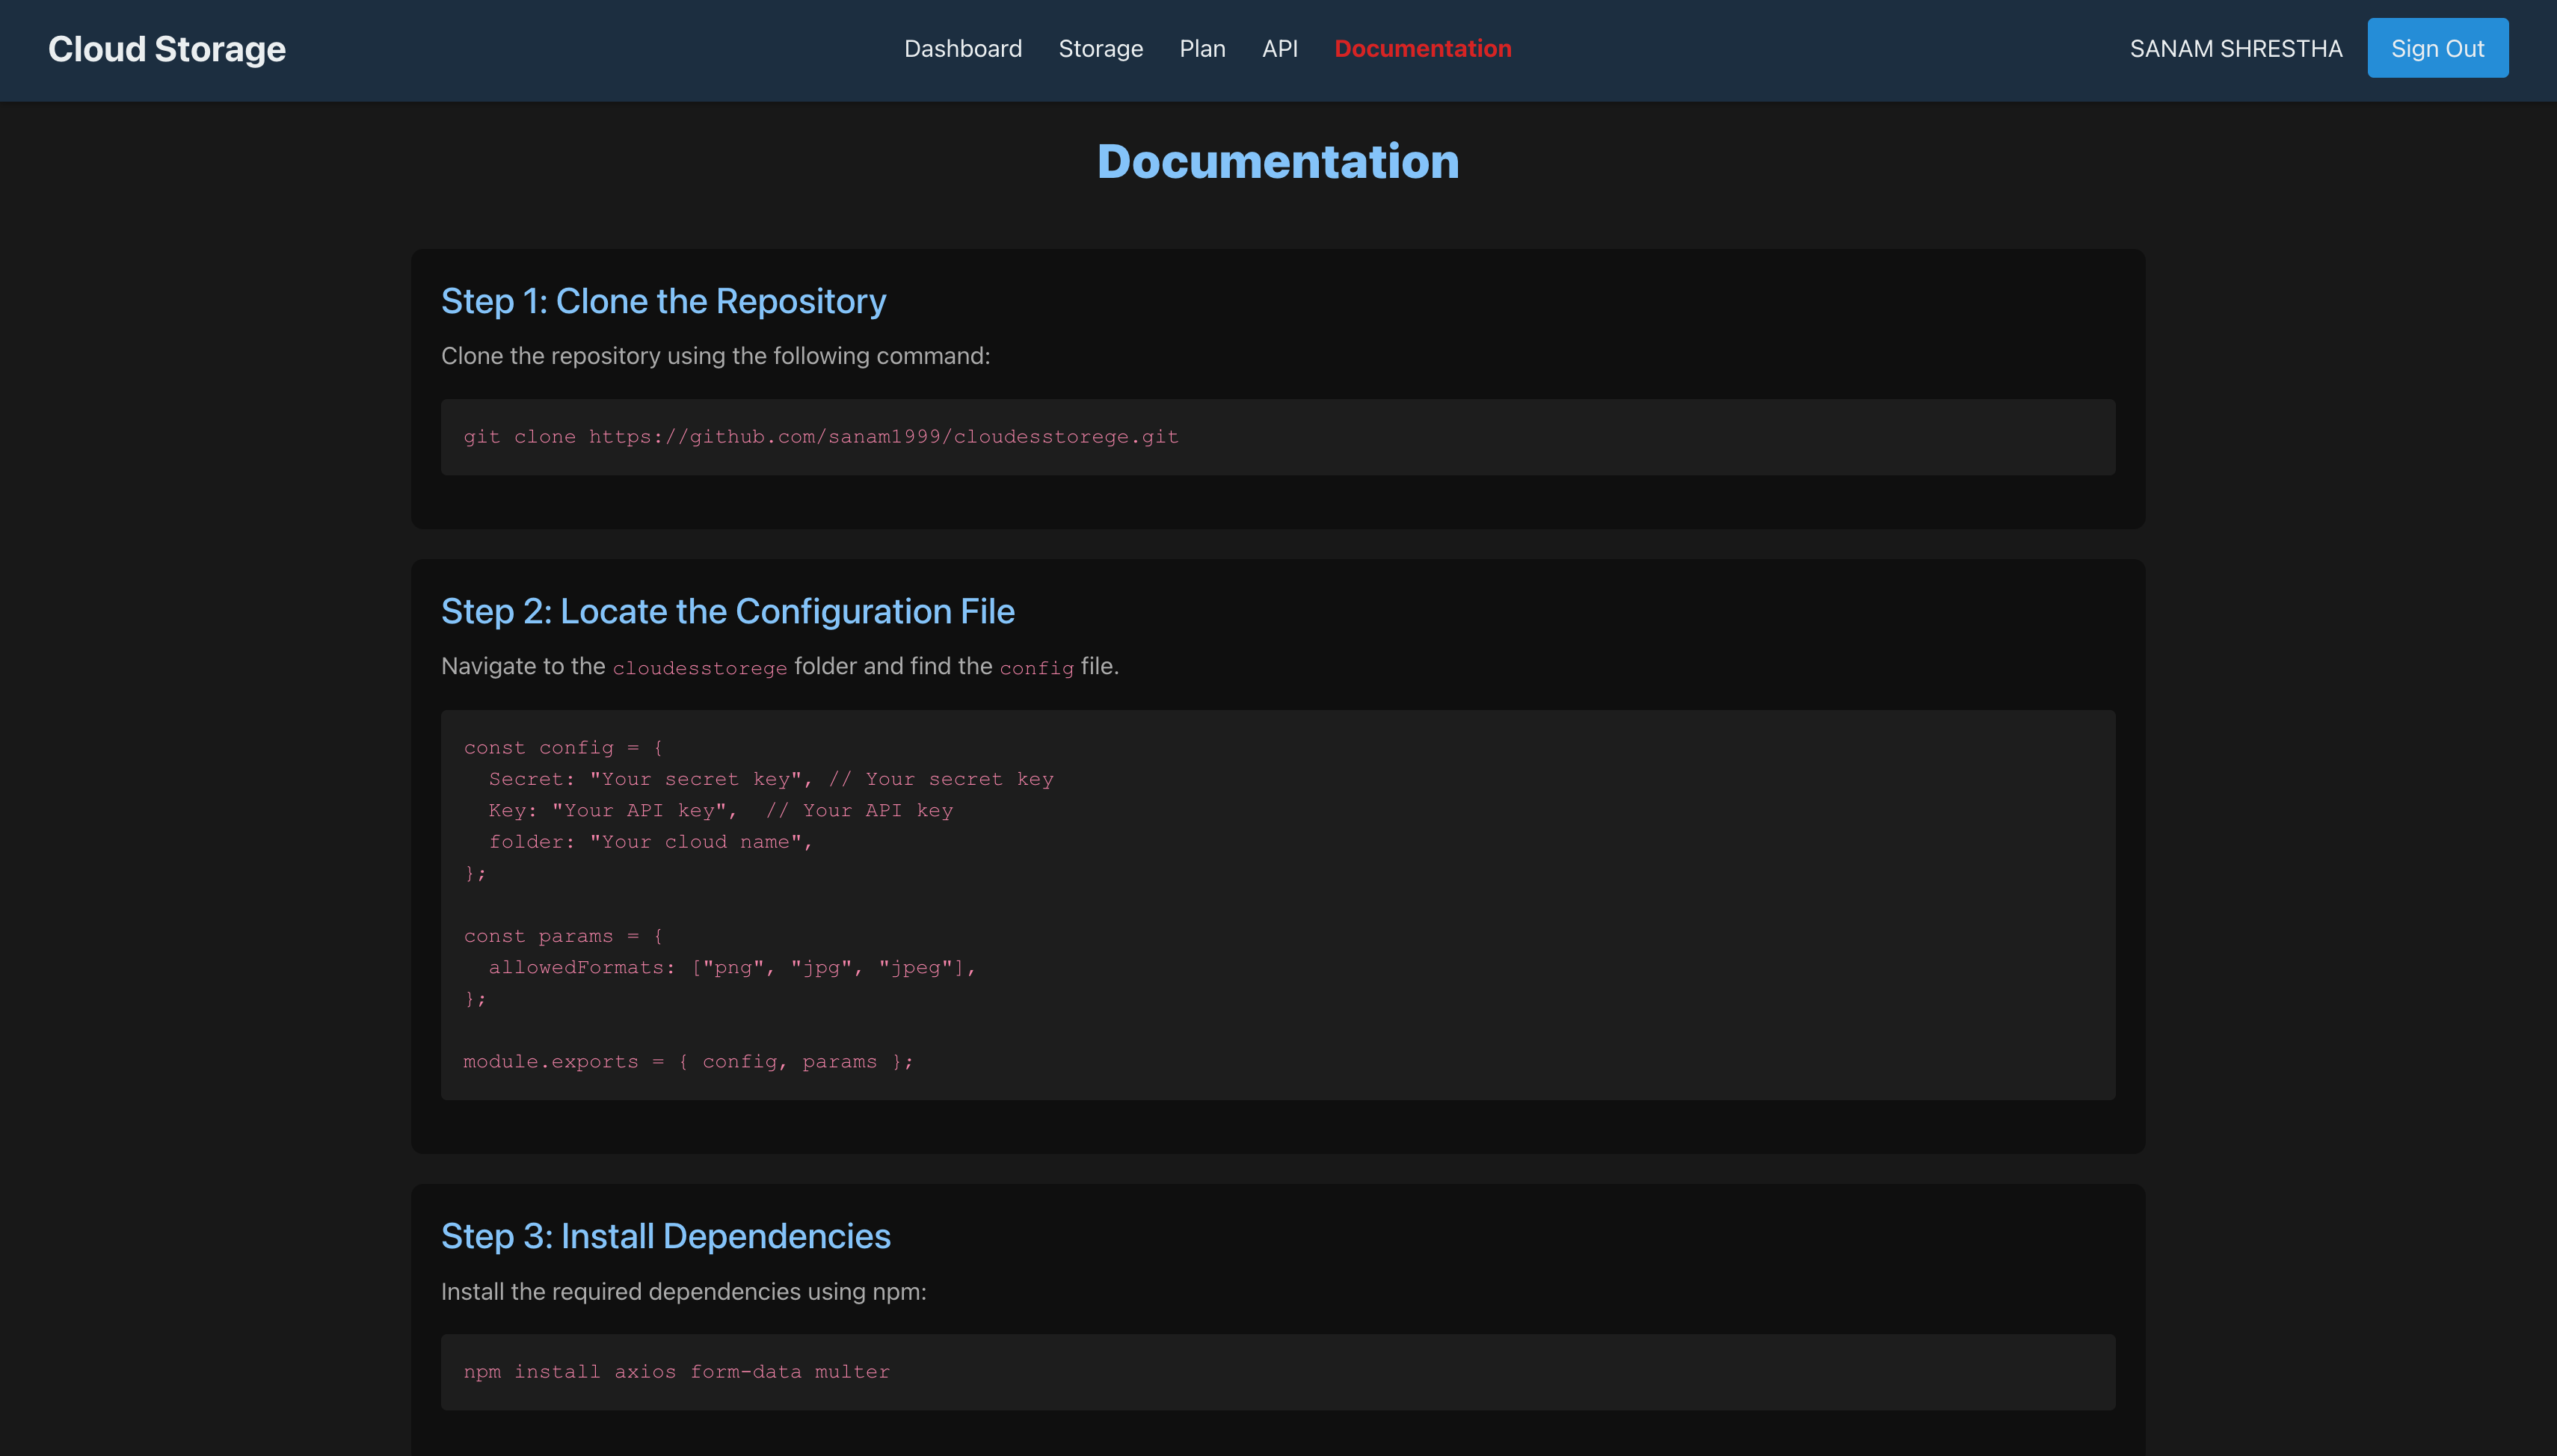 Cloud Storage
Dashboard Storage Plan API Documentation
SANAM SHRESTHA Sign Out
Documentation
Step 1: Clone the Repository
Clone the repository using the following command:
git clone https://github.com/sanam1999/cloudesstorege.git
Step 2: Locate the Configuration File
Navigate to the cloudesstorege folder and find the config file.
const config = {
  Secret: "Your secret key", // Your secret key
  Key: "Your API key",  // Your API key
  folder: "Your cloud name",
};
const params = {
  allowedFormats: ["png", "jpg", "jpeg"],
};
module.exports = { config, params };
Step 3: Install Dependencies
Install the required dependencies using npm:
npm install axios form-data multer